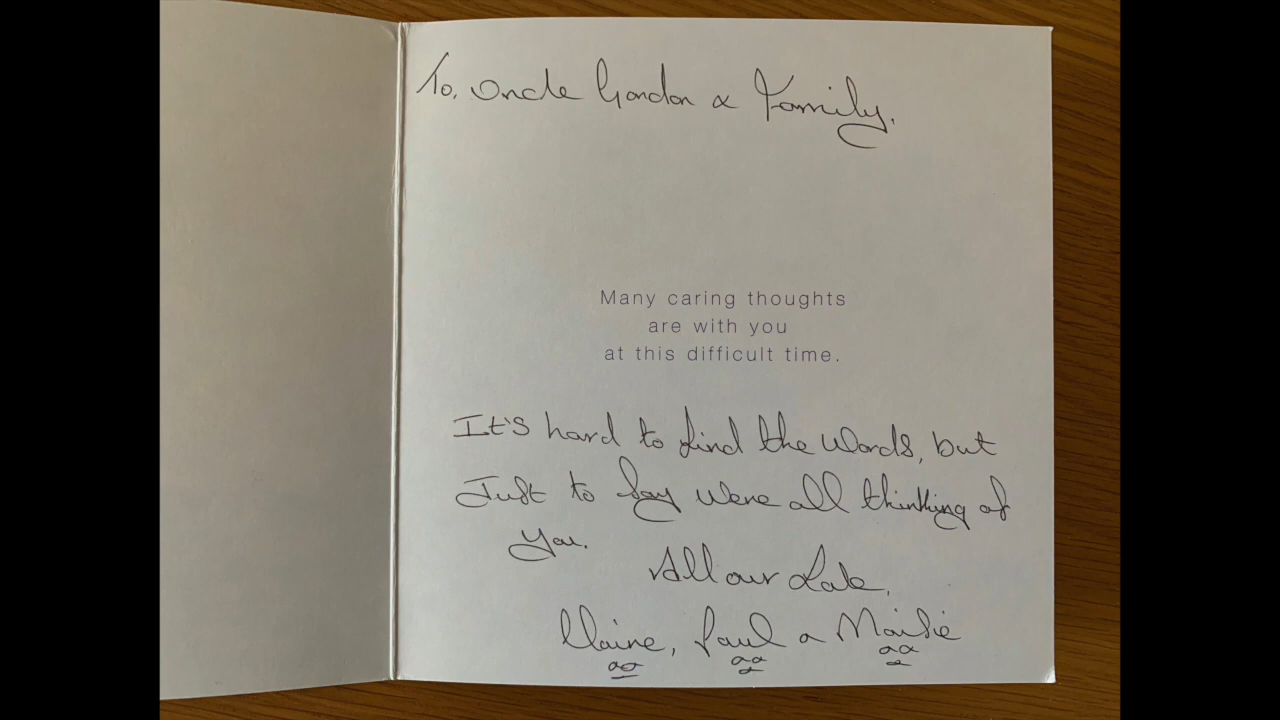 To, Uncle Gordon & Family.
Many caring thoughts
are with you
at this difficult time.
It's hard to find the words, but
Just to say were all thinking of
you.
All our Love,
Claire, Paul & Maisie